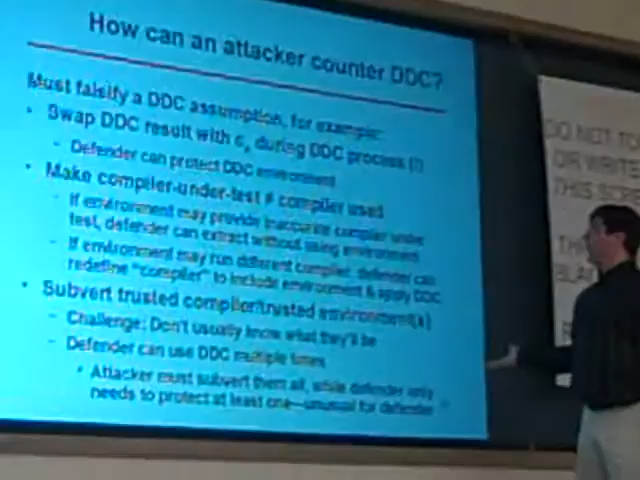 How can an attacker counter DDC?
Must falsify a DDC assumption, for example:
• Swap DDC result with c during DDC process (!)
– Defender can protect DDC environment
• Make compiler-under-test ≠ compiler used
– If environment may provide inaccurate compiler under
test, defender can extract without using environment
– If environment may run different compiler, defender can
redefine "compiler" to include environment & apply DDC
• Subvert trusted compiler/trusted environment(s)
– Challenge: Don't usually know what they'll be
– Defender can use DDC multiple times
• Attacker must subvert them all, while defender only
needs to protect at least one—unusual for defender
DO NOT TO
OR WRITE
THIS SCRE